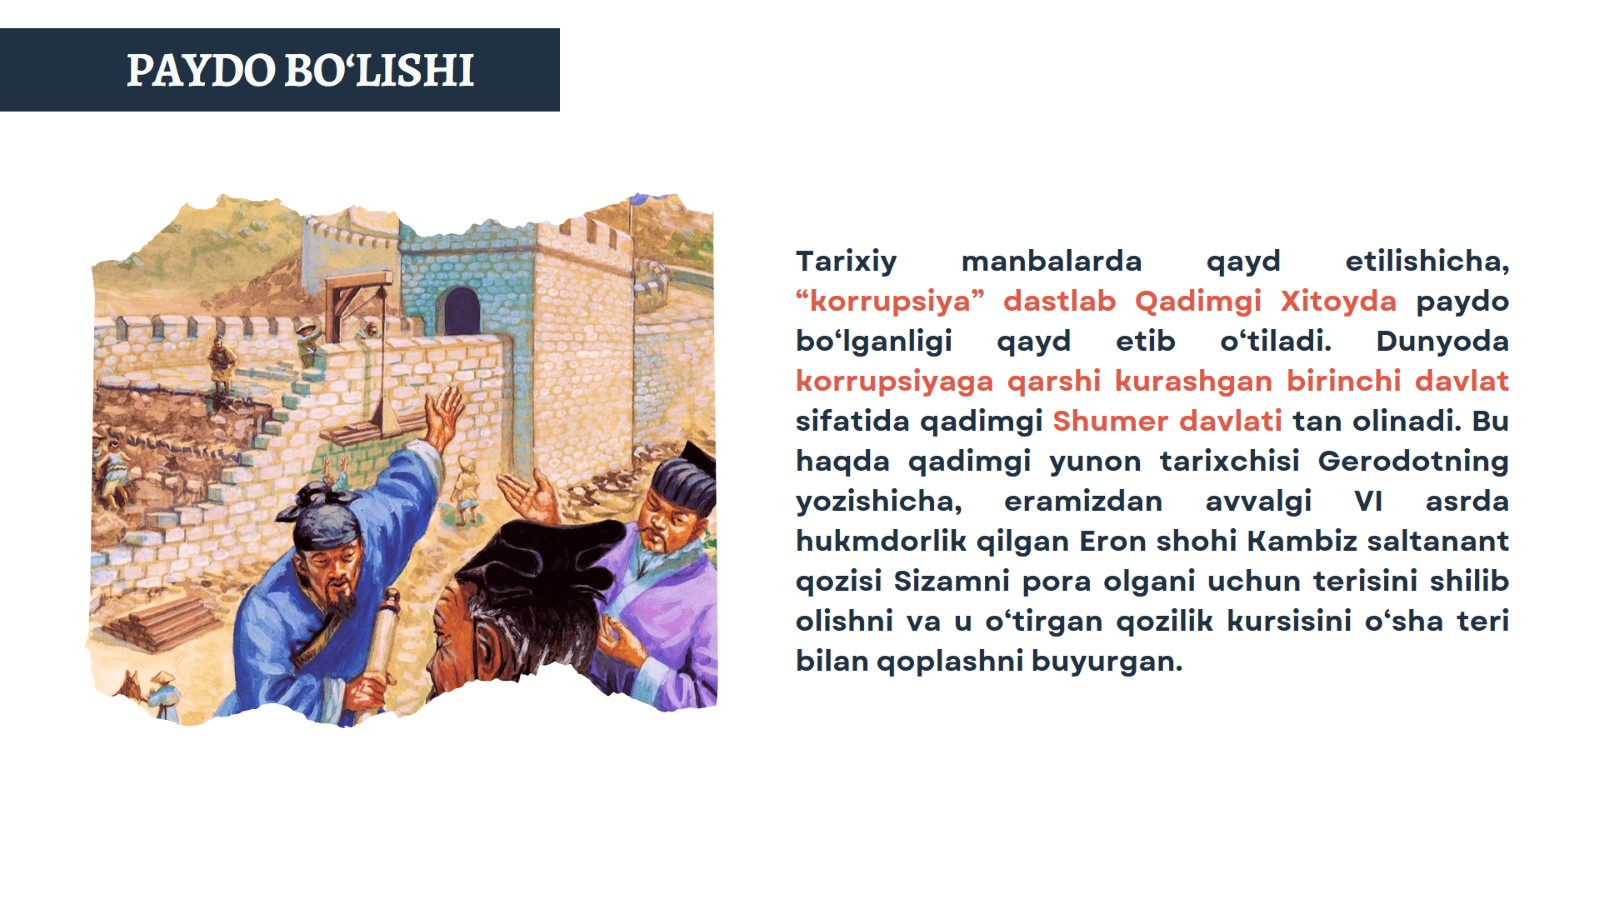 PAYDO BO‘LISHI
Tarixiy manbalarda qayd etilishicha,
“korrupsiya” dastlab Qadimgi Xitoyda paydo
bo‘lganligi qayd etib o‘tiladi. Dunyoda
korrupsiyaga qarshi kurashgan birinchi davlat
sifatida qadimgi Shumer davlati tan olinadi. Bu
haqda qadimgi yunon tarixchisi Gerodotning
yozishicha, eramizdan avvalgi VI asrda
hukmdorlik qilgan Eron shohi Kambiz saltanant
qozisi Sizamni pora olgani uchun terisini shilib
olishni va u o‘tirgan qozilik kursisini o‘sha teri
bilan qoplashni buyurgan.